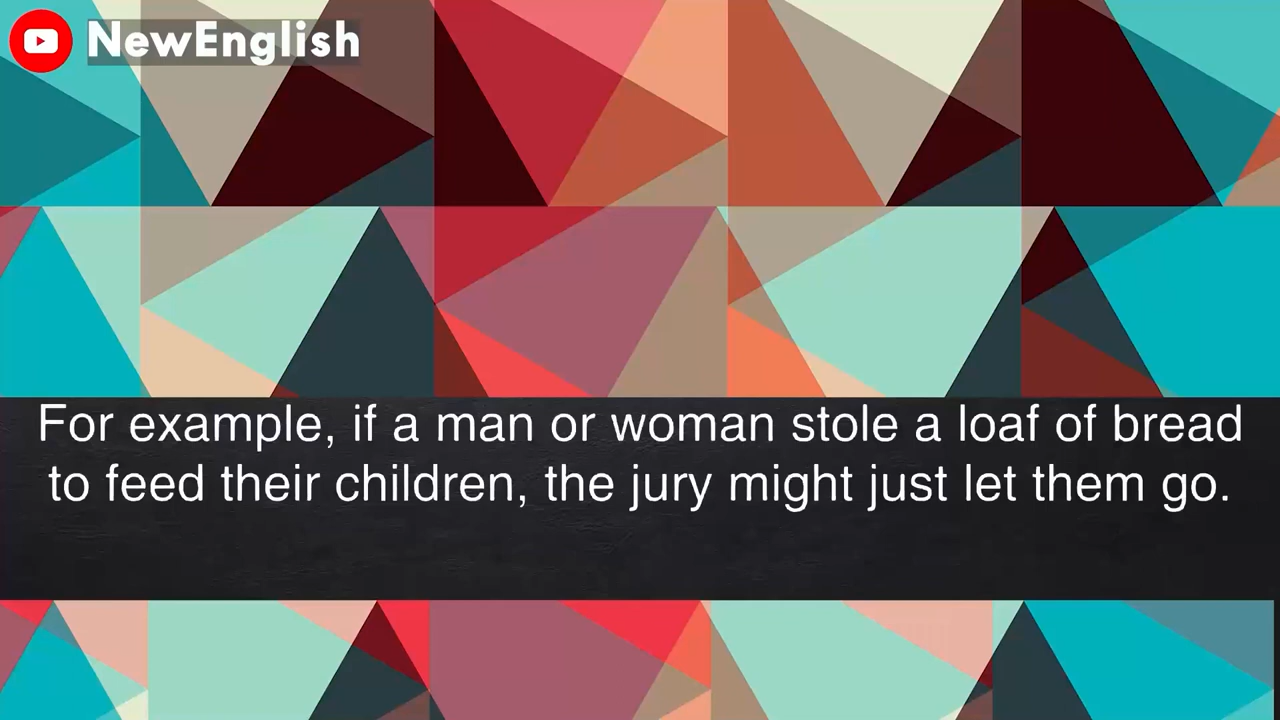 NewEnglish
For example, if a man or woman stole a loaf of bread
to feed their children, the jury might just let them go.